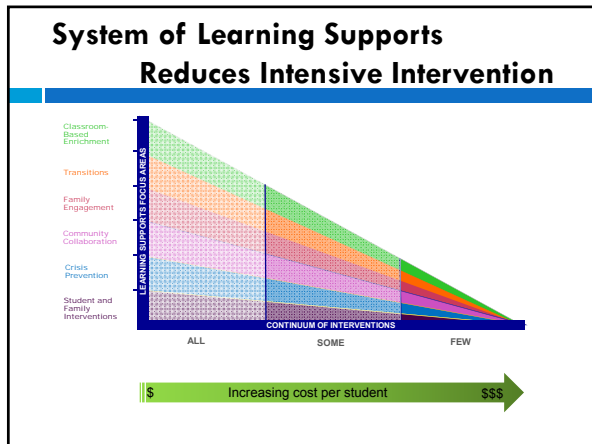 System of Learning Supports
Reduces Intensive Intervention
Classroom-
Based
Enrichment
Transitions
Family
Engagement
Community
Collaboration
Crisis
Prevention
Student and
Family
Interventions
LEARNING SUPPORTS FOCUS AREAS
CONTINUUM OF INTERVENTIONS
ALL
SOME
FEW
$
Increasing cost per student
$$$